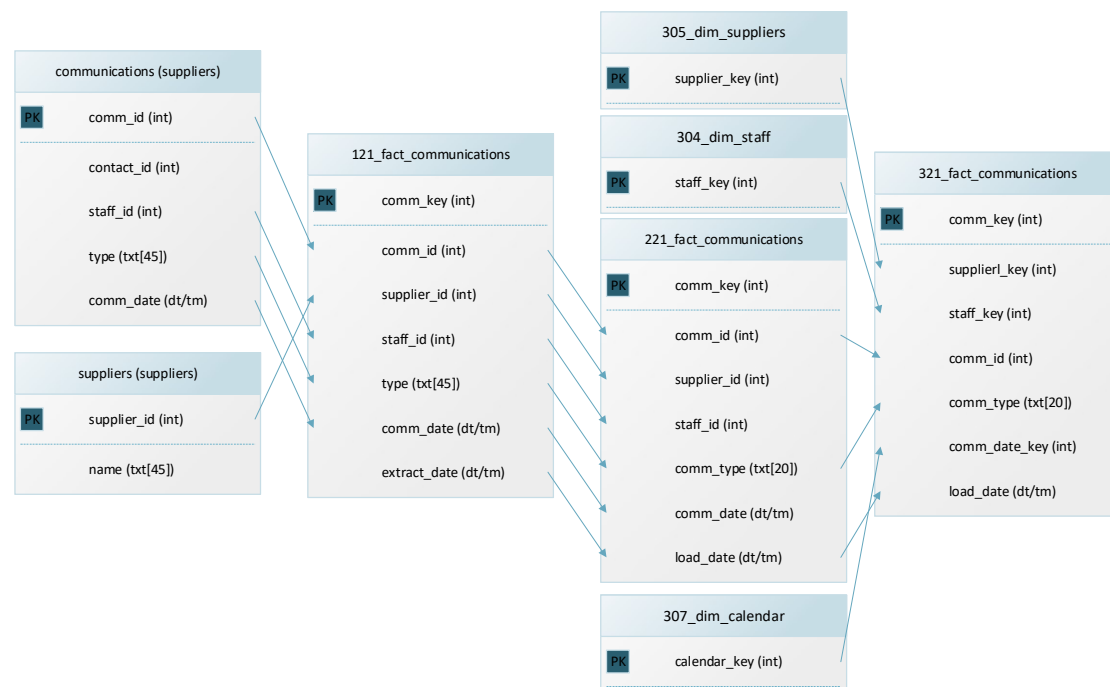 communications (suppliers)
PK comm_id (int)
contact_id (int)
staff_id (int)
type (txt[45])
comm_date (dt/tm)
suppliers (suppliers)
PK supplier_id (int)
name (txt[45])
121_fact_communications
PK comm_key (int)
comm_id (int)
supplier_id (int)
staff_id (int)
type (txt[45])
comm_date (dt/tm)
extract_date (dt/tm)
305_dim_suppliers
PK supplier_key (int)
304_dim_staff
PK staff_key (int)
221_fact_communications
PK comm_key (int)
comm_id (int)
supplier_id (int)
staff_id (int)
comm_type (txt[20])
comm_date (dt/tm)
load_date (dt/tm)
307_dim_calendar
PK calendar_key (int)
321_fact_communications
PK comm_key (int)
supplierl_key (int)
staff_key (int)
comm_id (int)
comm_type (txt[20])
comm_date_key (int)
load_date (dt/tm)